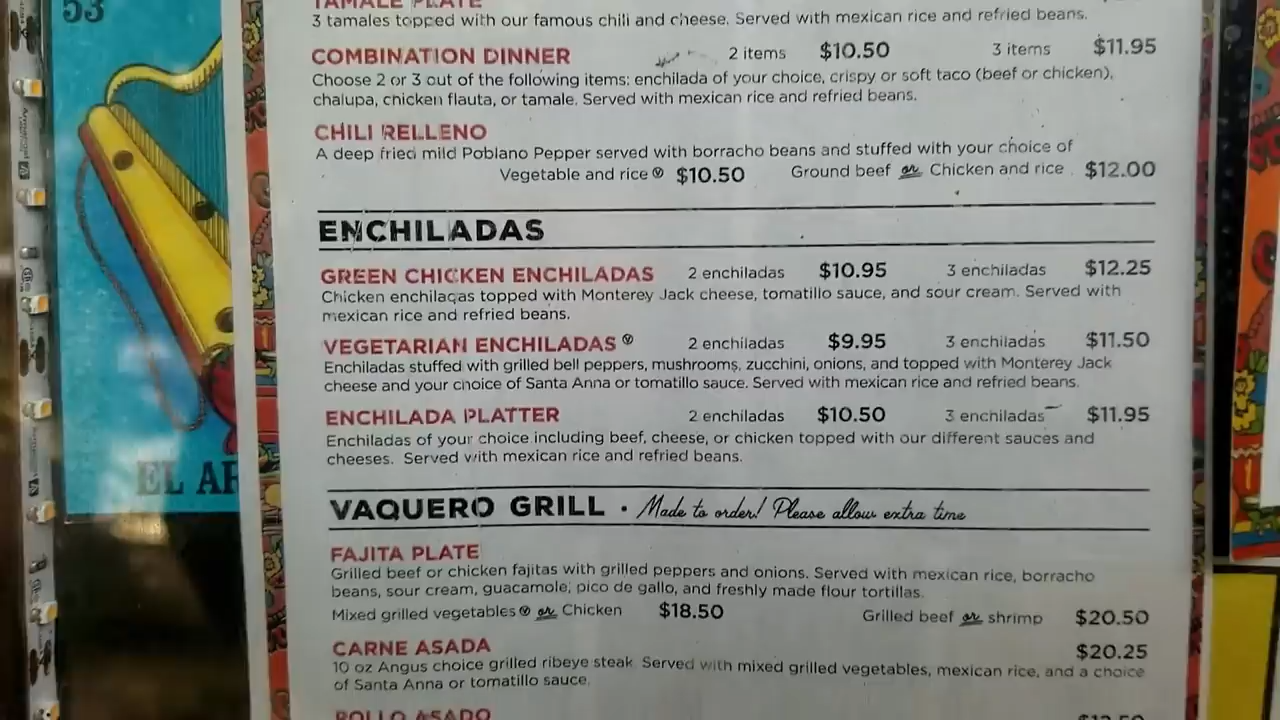 53
TAMALE PLATE
3 tamales topped with our famous chili and cheese. Served with mexican rice and refried beans.
COMBINATION DINNER 2 items $10.50 3 items $11.95
Choose 2 or 3 out of the following items: enchilada of your choice, crispy or soft taco (beef or chicken),
chalupa, chicken flauta, or tamale. Served with mexican rice and refried beans.
CHILI RELLENO
A deep fried mild Poblano Pepper served with borracho beans and stuffed with your choice of
Vegetable and rice Ⓥ $10.50 Ground beef or Chicken and rice $12.00
ENCHILADAS
GREEN CHICKEN ENCHILADAS 2 enchiladas $10.95 3 enchiladas $12.25
Chicken enchiladas topped with Monterey Jack cheese, tomatillo sauce, and sour cream. Served with
mexican rice and refried beans.
VEGETARIAN ENCHILADAS Ⓥ 2 enchiladas $9.95 3 enchiladas $11.50
Enchiladas stuffed with grilled bell peppers, mushrooms, zucchini, onions, and topped with Monterey Jack
cheese and your choice of Santa Anna or tomatillo sauce. Served with mexican rice and refried beans.
ENCHILADA PLATTER 2 enchiladas $10.50 3 enchiladas $11.95
Enchiladas of your choice including beef, cheese, or chicken topped with our different sauces and
cheeses. Served with mexican rice and refried beans.
EL AR
VAQUERO GRILL • Made to order! Please allow extra time
FAJITA PLATE
Grilled beef or chicken fajitas with grilled peppers and onions. Served with mexican rice, borracho
beans, sour cream, guacamole, pico de gallo, and freshly made flour tortillas.
Mixed grilled vegetables Ⓥ or Chicken $18.50 Grilled beef or shrimp $20.50
CARNE ASADA $20.25
10 oz Angus choice grilled ribeye steak. Served with mixed grilled vegetables, mexican rice, and a choice
of Santa Anna or tomatillo sauce.
POLLO ASADO